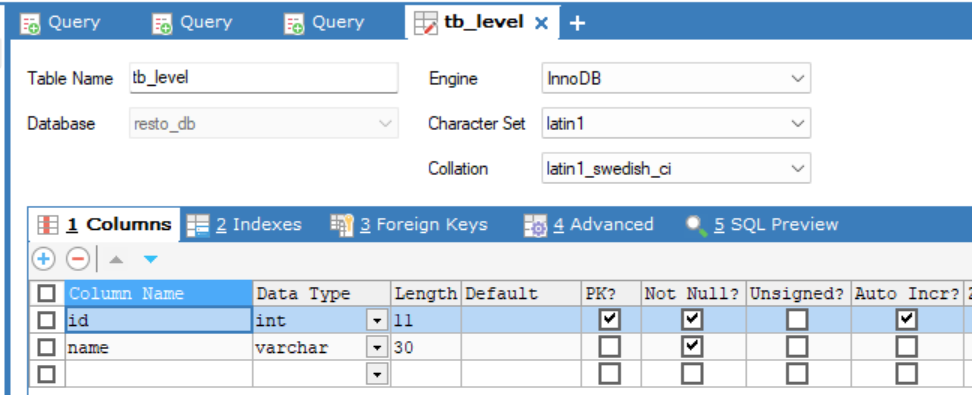 Query Query Query tb_level × +
Table Name tb_level Engine InnoDB
Database resto_db Character Set latin1
Collation latin1_swedish_ci
1 Columns 2 Indexes 3 Foreign Keys 4 Advanced 5 SQL Preview
Column Name Data Type Length Default PK? Not Null? Unsigned? Auto Incr?
id int 11
name varchar 30